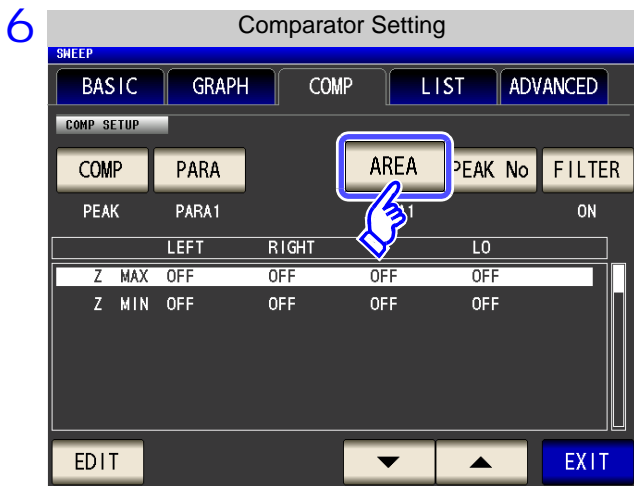 6
Comparator Setting
SWEEP
BASIC GRAPH COMP LIST ADVANCED
COMP SETUP
COMP PARA AREA PEAK No FILTER
PEAK PARA1 1 ON
LEFT RIGHT LO
Z MAX OFF OFF OFF OFF
Z MIN OFF OFF OFF OFF
EDIT EXIT